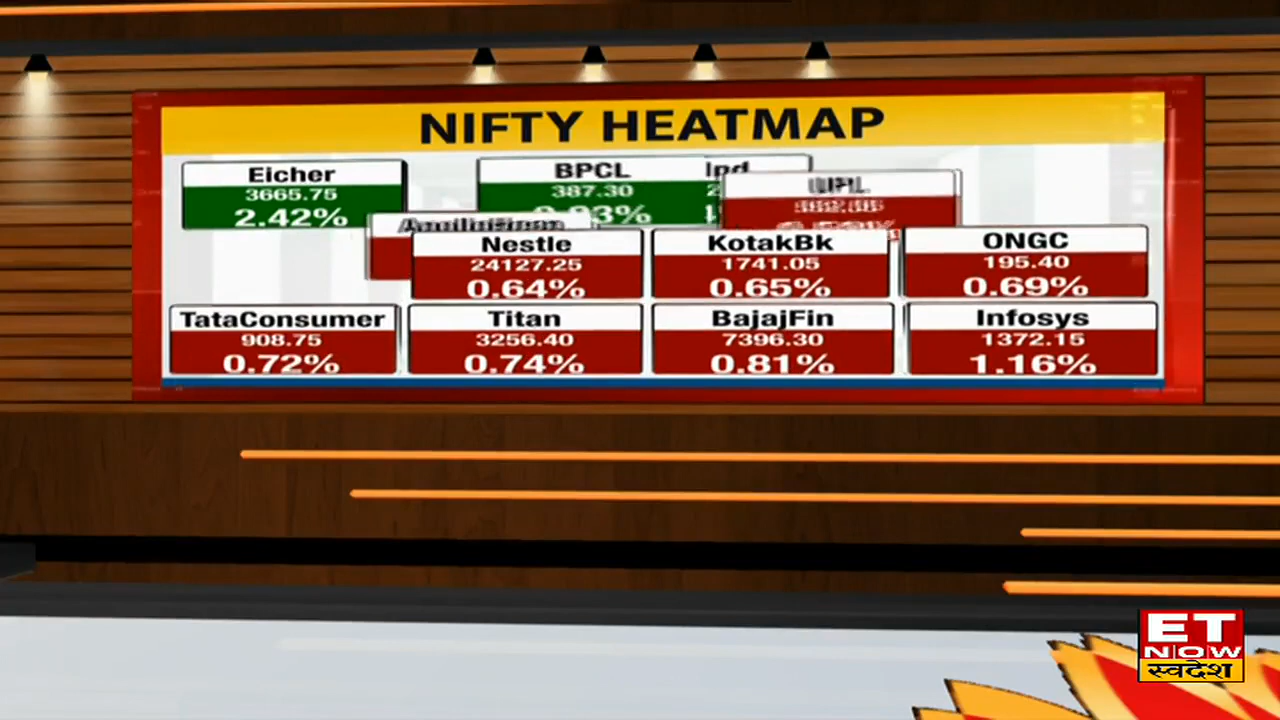 NIFTY HEATMAP
Eicher
3665.75
2.42%
BPCL
387.30
UPL
Nestle
24127.25
0.64%
KotakBk
1741.05
0.65%
ONGC
195.40
0.69%
TataConsumer
908.75
0.72%
Titan
3256.40
0.74%
BajajFin
7396.30
0.81%
Infosys
1372.15
1.16%
ET
NOW
स्वदेश